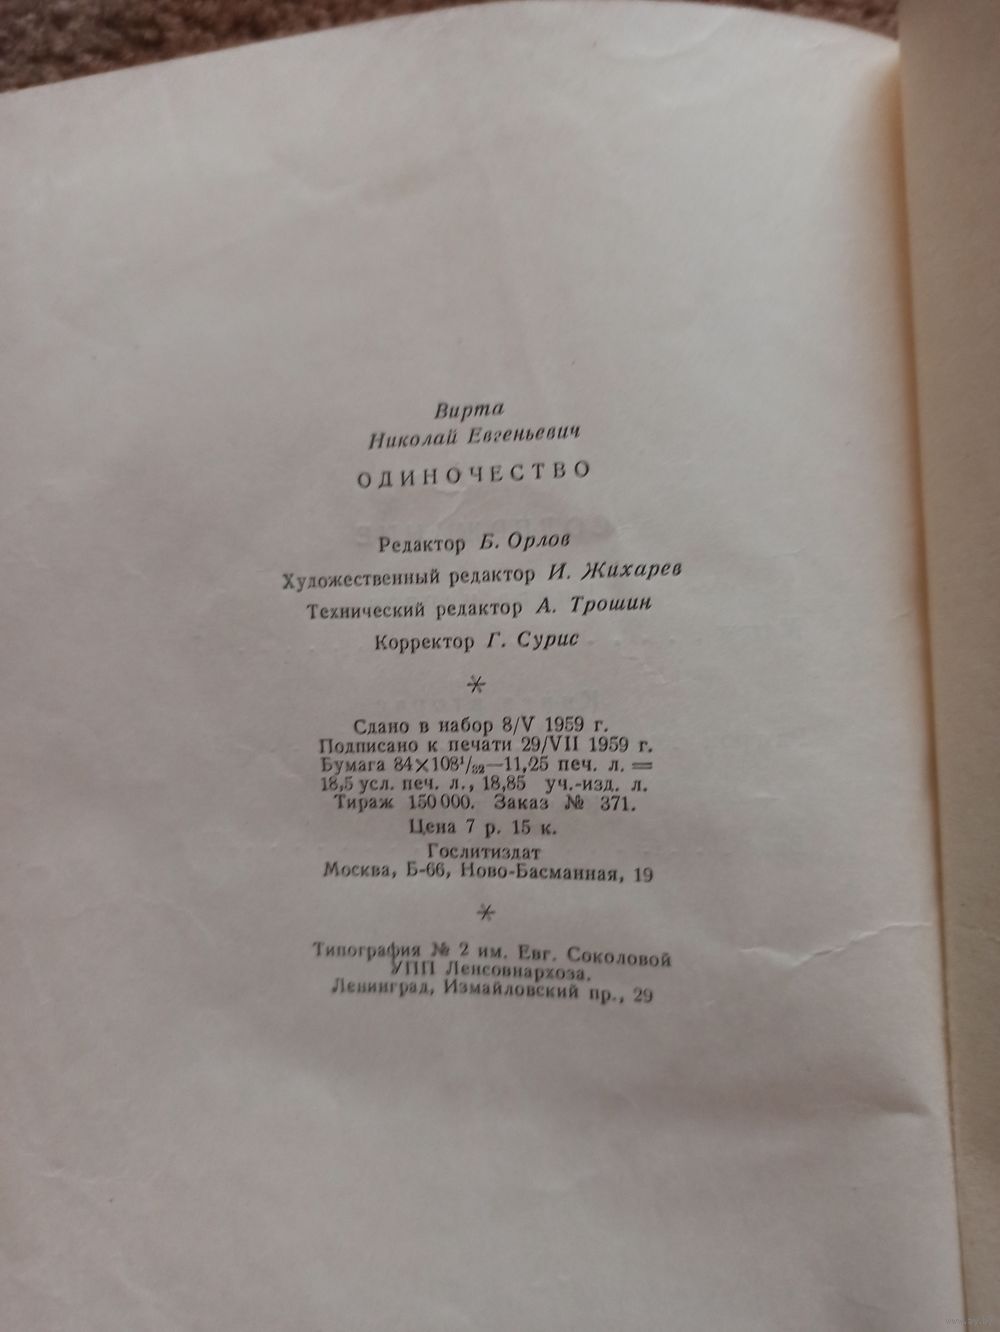 Вирта
Николай Евгеньевич
ОДИНОЧЕСТВО
Редактор Б. Орлов
Художественный редактор И. Жихарев
Технический редактор А. Трошин
Корректор Г. Сурис
*
Сдано в набор 8/V 1959 г.
Подписано к печати 29/VII 1959 г.
Бумага 84×108¹/₃₂—11,25 печ. л. =
18,5 усл. печ. л., 18,85 уч.-изд. л.
Тираж 150 000. Заказ № 371.
Цена 7 р. 15 к.
Гослитиздат
Москва, Б-66, Ново-Басманная, 19
*
Типография № 2 им. Евг. Соколовой
УПП Ленсовнархоза.
Ленинград, Измайловский пр., 29